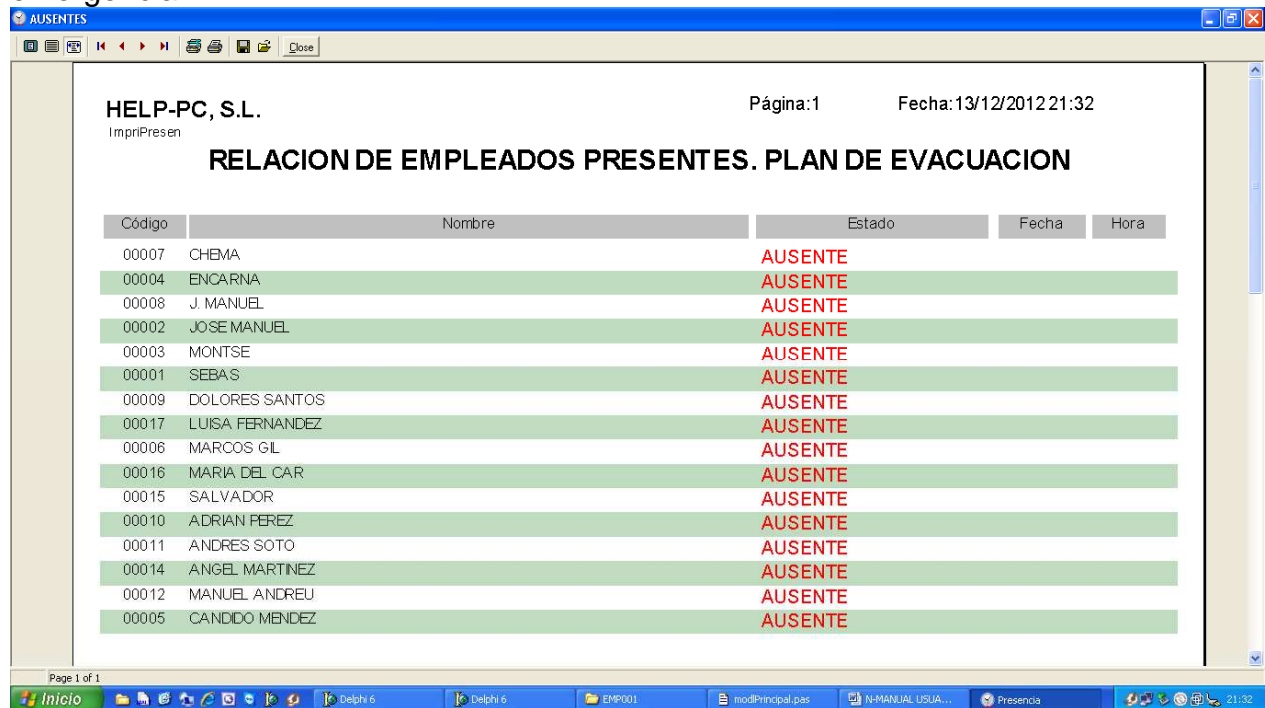 AUSENTES
Close
HELP-PC, S.L. Página:1 Fecha:13/12/2012 21:32
ImpriPresen
RELACION DE EMPLEADOS PRESENTES. PLAN DE EVACUACION
Código Nombre Estado Fecha Hora
00007 CHEMA AUSENTE
00004 ENCARNA AUSENTE
00008 J. MANUEL AUSENTE
00002 JOSE MANUEL AUSENTE
00003 MONTSE AUSENTE
00001 SEBAS AUSENTE
00009 DOLORES SANTOS AUSENTE
00017 LUISA FERNANDEZ AUSENTE
00006 MARCOS GIL AUSENTE
00016 MARIA DEL CAR AUSENTE
00015 SALVADOR AUSENTE
00010 ADRIAN PEREZ AUSENTE
00011 ANDRES SOTO AUSENTE
00014 ANGEL MARTINEZ AUSENTE
00012 MANUEL ANDREU AUSENTE
00005 CANDIDO MENDEZ AUSENTE
Page 1 of 1
Inicio Delphi 6 Delphi 6 EMP001 modlPrincipal.pas N-MANUAL USUA... Presencia 21:32